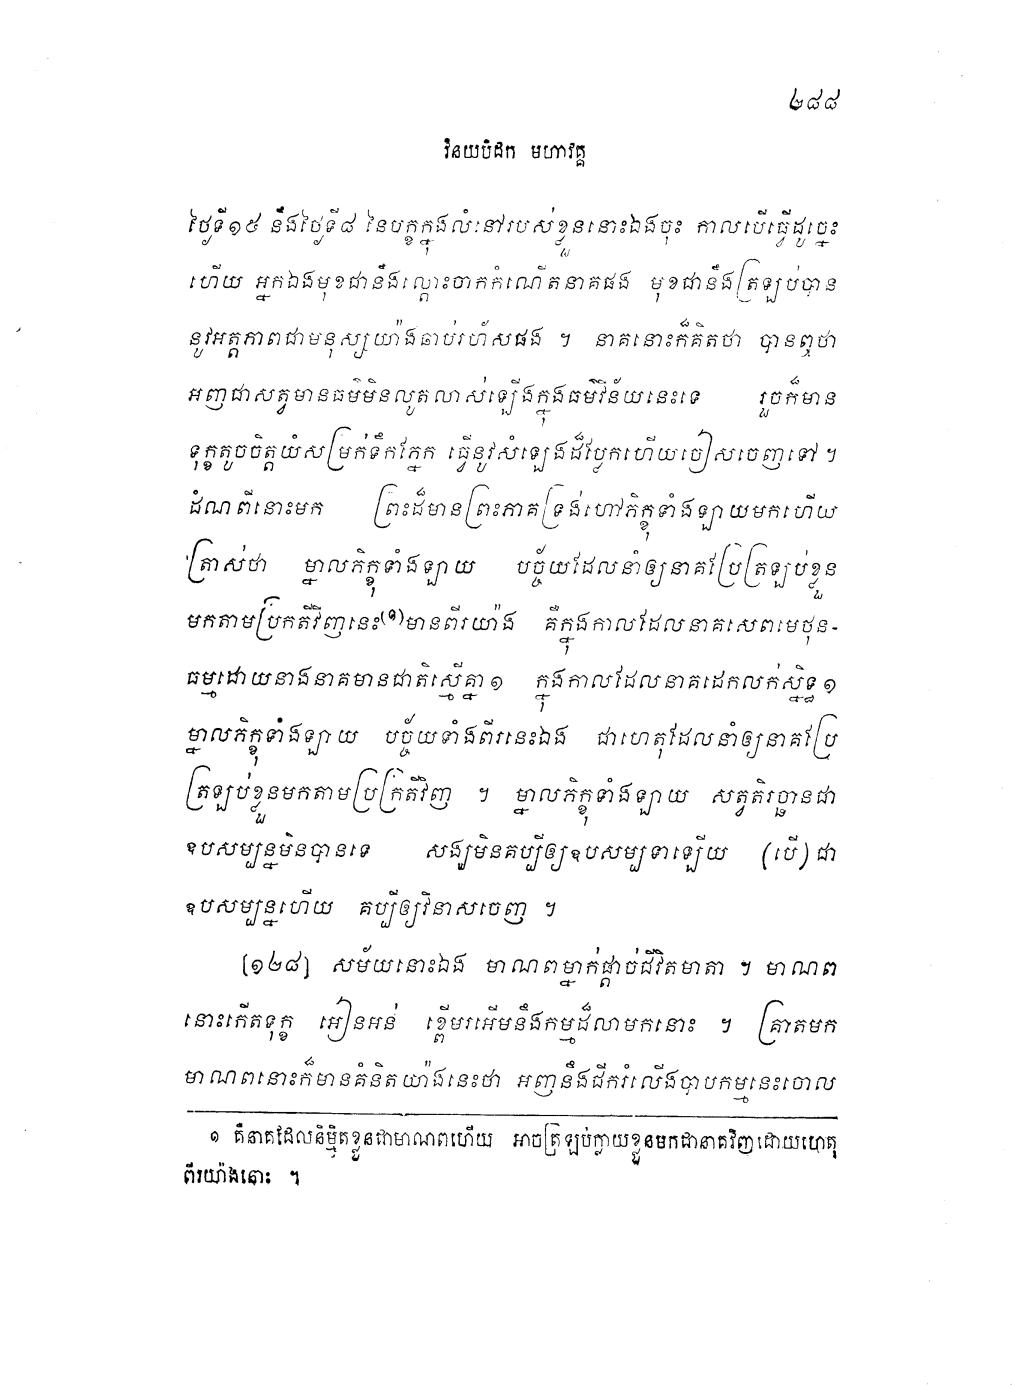 ២៨៨
វិនយបិដក មហាវគ្គ
ថ្ងៃទី១៥ នឹងថ្ងៃទី៨ នៃបក្ខក្នុងលំនៅរបស់ខ្លួននោះឯងចុះ កាលបើធ្វើដូច្នេះ
ហើយ អ្នកឯងមុខជានឹងល្តោះចាកកំណើតនាគផង មុខជានឹងត្រឡប់បាន
នូវអត្តភាពជាមនុស្សយ៉ាងឆាប់រហ័សផង ។ នាគនោះក៏គិតថា បានឮថា
អញជាសត្វមានធម៌មិនលូតលាស់ឡើងក្នុងធម៌វិន័យនេះទេ រួចក៏មាន
ទុក្ខតូចចិត្តយំសម្រក់ទឹកភ្នែក ធ្វើនូវសំឡេងដ៏ប្លែកហើយចៀសចេញទៅ ។
ដំណពីនោះមក ព្រះដ៏មានព្រះភាគទ្រង់ហៅភិក្ខុទាំងឡាយមកហើយ
ត្រាស់ថា ម្នាលភិក្ខុទាំងឡាយ បច្ច័យដែលនាំឲ្យនាគប្រែត្រឡប់ខ្លួន
មកតាមប្រក្រតីវិញនេះ(១)មានពីរយ៉ាង គឺក្នុងកាលដែលនាគសេពមេថុន-
ធម្មដោយនាងនាគមានជាតិស្មើគ្នា១ ក្នុងកាលដែលនាគដេកលក់ស្និទ្ធ១
ម្នាលភិក្ខុទាំងឡាយ បច្ច័យទាំងពីរនេះឯង ជាហេតុដែលនាំឲ្យនាគប្រែ
ត្រឡប់ខ្លួនមកតាមប្រក្រតីវិញ ។ ម្នាលភិក្ខុទាំងឡាយ សត្វតិរច្ឆានជា
ឧបសម្បន្នមិនបានទេ សង្ឃមិនគប្បីឲ្យឧបសម្បទាឡើយ (បើ) ជា
ឧបសម្បន្នហើយ គប្បីឲ្យវិនាសចេញ ។
[១២៨] សម័យនោះឯង មាណពម្នាក់ផ្តាច់ជីវិតមាតា ។ មាណព
នោះកើតទុក្ខ អៀនអន់ ខ្ពើមរអើមនឹងកម្មដ៏លាមកនោះ ។ គ្រាតមក
មាណពនោះក៏មានគំនិតយ៉ាងនេះថា អញនឹងជីករំលើងបាបកម្មនេះចោល
១ គឺនាគដែលនិម្មិតខ្លួនជាមាណពហើយ អាចត្រឡប់ក្លាយខ្លួនមកជានាគវិញដោយហេតុ
ពីរយ៉ាងនោះ ។